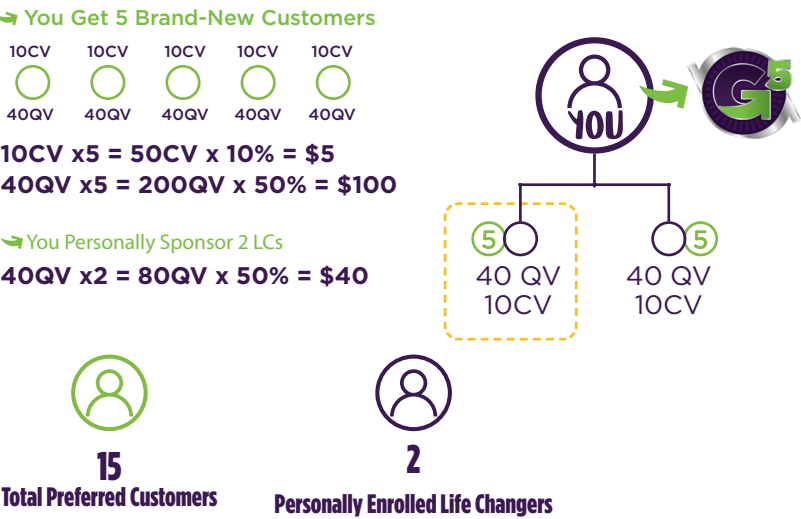 You Get 5 Brand-New Customers
10CV 10CV 10CV 10CV 10CV
40QV 40QV 40QV 40QV 40QV
10CV x5 = 50CV x 10% = $5
40QV x5 = 200QV x 50% = $100
You Personally Sponsor 2 LCs
40QV x2 = 80QV x 50% = $40
YOU
G5
5 5
40 QV 40 QV
10CV 10CV
15
Total Preferred Customers
2
Personally Enrolled Life Changers